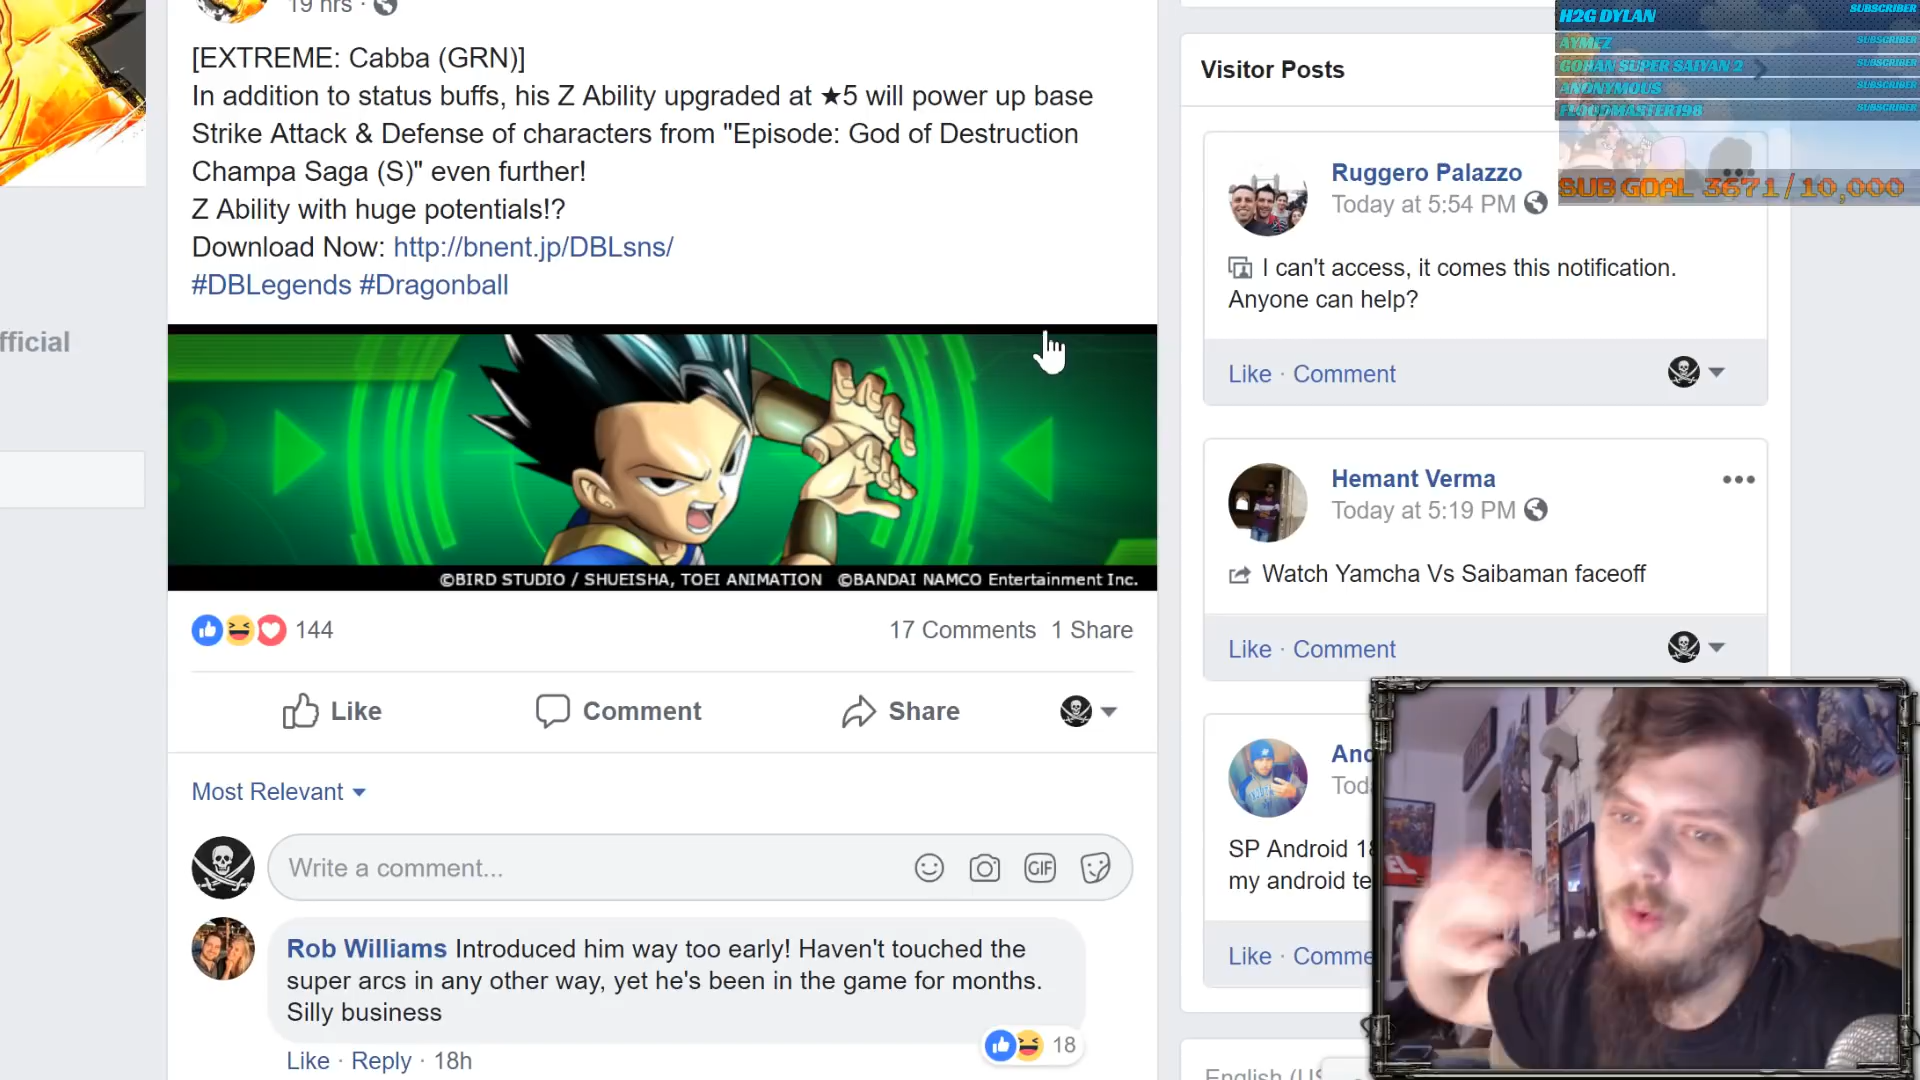 19 hrs ·
[EXTREME: Cabba (GRN)]
In addition to status buffs, his Z Ability upgraded at ★5 will power up base
Strike Attack & Defense of characters from "Episode: God of Destruction
Champa Saga (S)" even further!
Z Ability with huge potentials!?
Download Now: http://bnent.jp/DBLsns/
#DBLegends #Dragonball
fficial
©BIRD STUDIO / SHUEISHA, TOEI ANIMATION ©BANDAI NAMCO Entertainment Inc.
144
17 Comments 1 Share
Like Comment Share
Most Relevant
Write a comment...
GIF
Rob Williams Introduced him way too early! Haven't touched the
super arcs in any other way, yet he's been in the game for months.
Silly business
18
Like · Reply · 18h
Visitor Posts
Ruggero Palazzo
Today at 5:54 PM
I can't access, it comes this notification.
Anyone can help?
Like · Comment
Hemant Verma
Today at 5:19 PM
Watch Yamcha Vs Saibaman faceoff
Like · Comment
And
Toda
SP Android 18
my android te
Like · Comme
English (US
H2G DYLAN SUBSCRIBER
AYMEZ SUBSCRIBER
GOHAN SUPER SAIYAN 2 SUBSCRIBER
ANONYMOUS SUBSCRIBER
FLOODMASTER198 SUBSCRIBER
SUB GOAL 3671/10,000